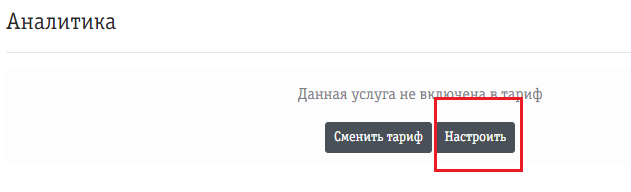 Аналитика
Данная услуга не включена в тариф
Сменить тариф Настроить